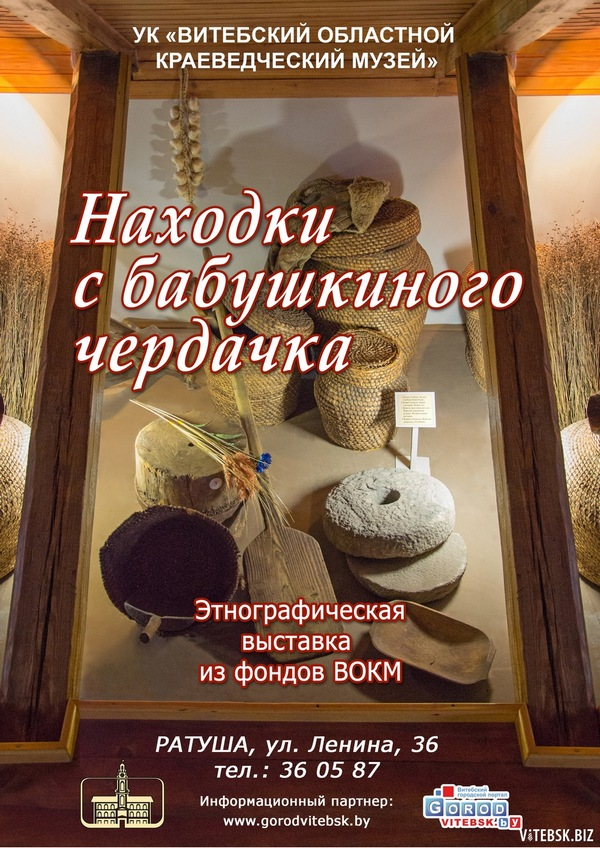 УК «ВИТЕБСКИЙ ОБЛАСТНОЙ
КРАЕВЕДЧЕСКИЙ МУЗЕЙ»
Находки
с бабушкиного
чердачка
Этнографическая
выставка
из фондов ВОКМ
РАТУША, ул. Ленина, 36
тел.: 36 05 87
Информационный партнер:
www.gorodvitebsk.by
Витебский
городской портал
GOROD
VITEBSK.by
ViTEBSK.BIZ